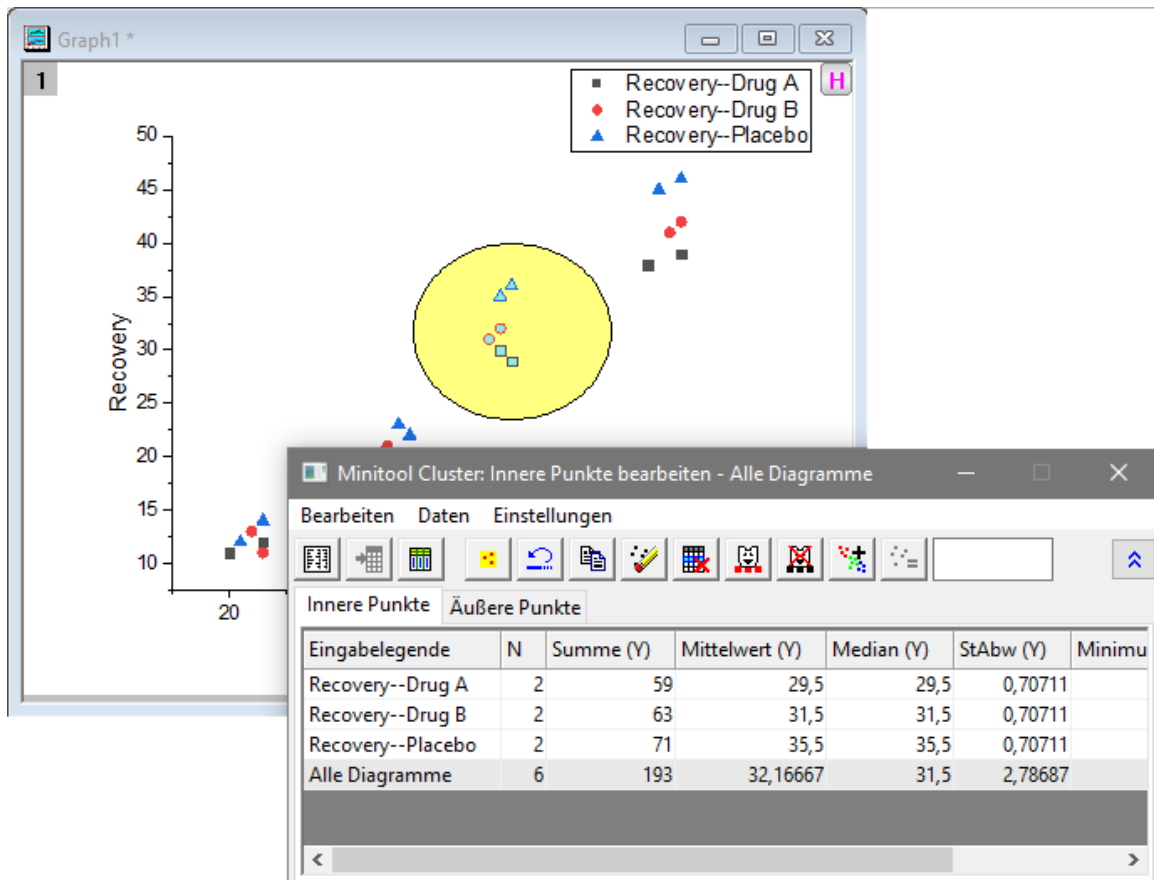 Graph1 *
1
H
Recovery--Drug A
Recovery--Drug B
Recovery--Placebo
50
45
40
35
30
25
20
15
10
Recovery
20
Minitool Cluster: Innere Punkte bearbeiten - Alle Diagramme
Bearbeiten Daten Einstellungen
Innere Punkte Äußere Punkte
Eingabelegende N Summe (Y) Mittelwert (Y) Median (Y) StAbw (Y) Minimu
Recovery--Drug A 2 59 29,5 29,5 0,70711
Recovery--Drug B 2 63 31,5 31,5 0,70711
Recovery--Placebo 2 71 35,5 35,5 0,70711
Alle Diagramme 6 193 32,16667 31,5 2,78687